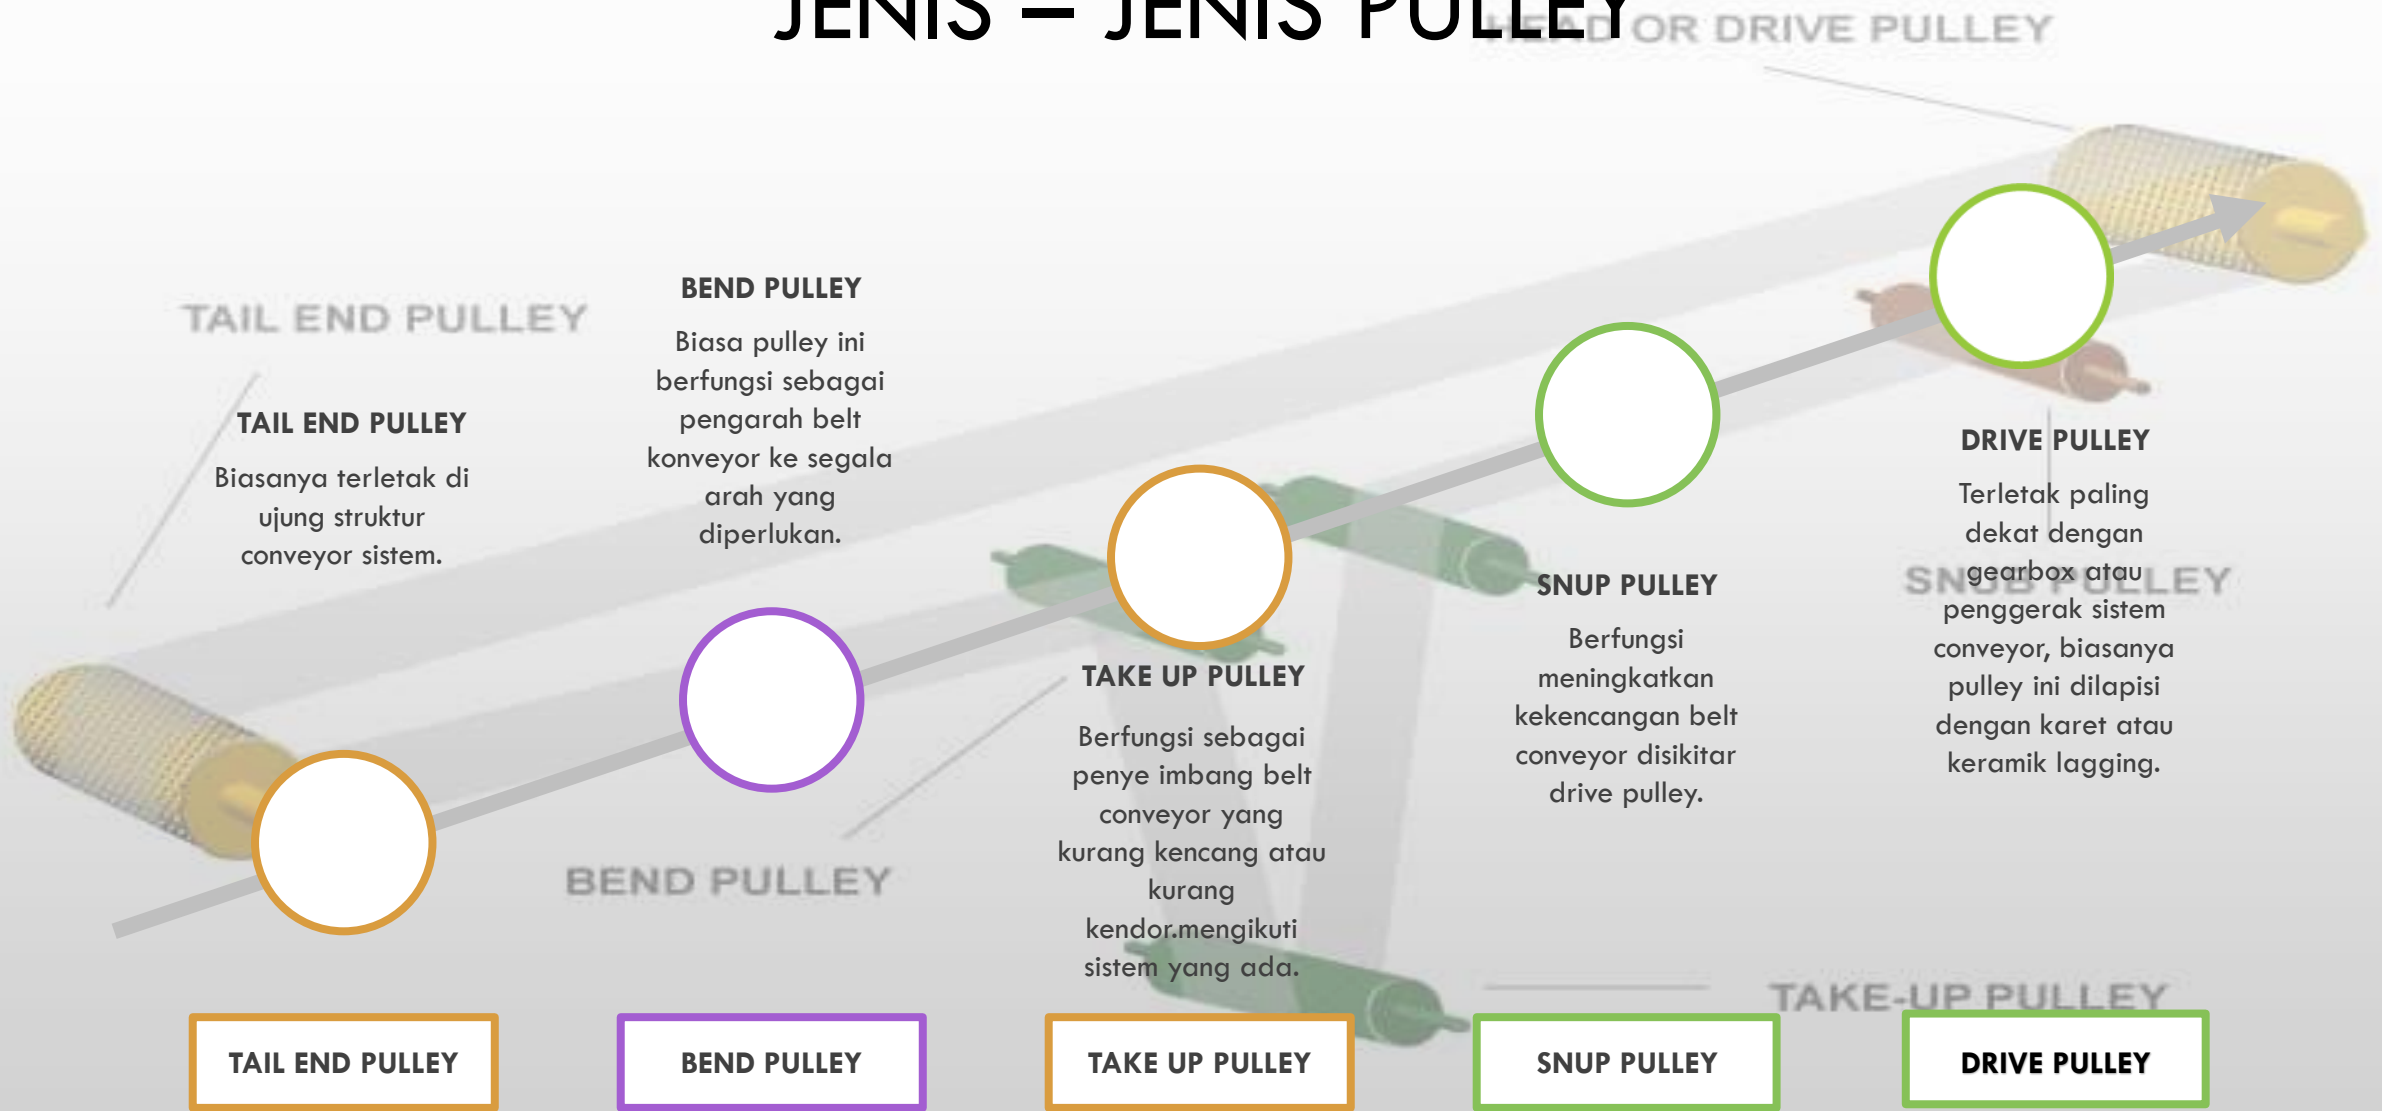 JENIS – JENIS PULLEY
HEAD OR DRIVE PULLEY
TAIL END PULLEY
TAIL END PULLEY
Biasanya terletak di
ujung struktur
conveyor sistem.
BEND PULLEY
Biasa pulley ini
berfungsi sebagai
pengarah belt
konveyor ke segala
arah yang
diperlukan.
BEND PULLEY
TAKE UP PULLEY
Berfungsi sebagai
penye imbang belt
conveyor yang
kurang kencang atau
kurang
kendor.mengikuti
sistem yang ada.
SNUP PULLEY
Berfungsi
meningkatkan
kekencangan belt
conveyor disikitar
drive pulley.
DRIVE PULLEY
Terletak paling
dekat dengan
gearbox atau
penggerak sistem
conveyor, biasanya
pulley ini dilapisi
dengan karet atau
keramik lagging.
SNUB PULLEY
TAKE-UP PULLEY
TAIL END PULLEY
BEND PULLEY
TAKE UP PULLEY
SNUP PULLEY
DRIVE PULLEY